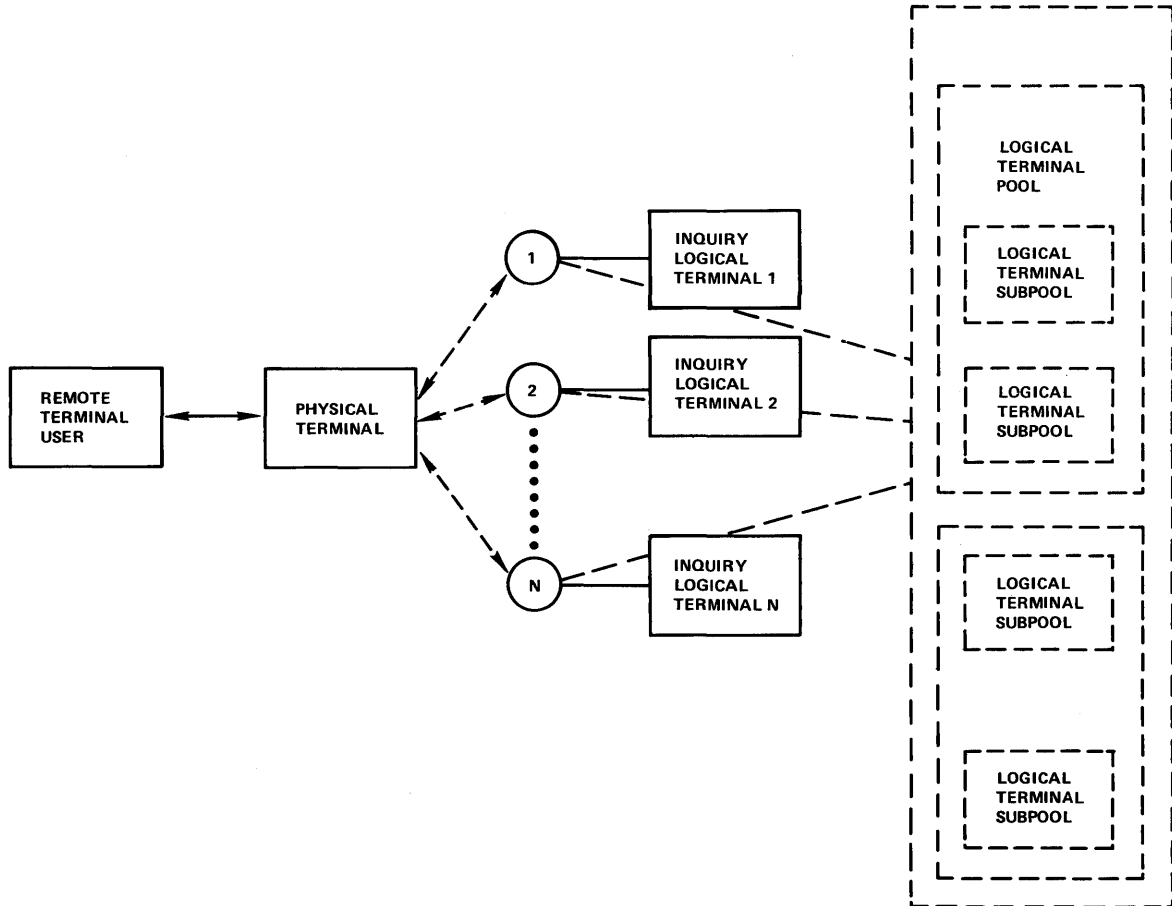 REMOTE
TERMINAL
USER
PHYSICAL
TERMINAL
1
2
N
INQUIRY
LOGICAL
TERMINAL 1
INQUIRY
LOGICAL
TERMINAL 2
INQUIRY
LOGICAL
TERMINAL N
LOGICAL
TERMINAL
POOL
LOGICAL
TERMINAL
SUBPOOL
LOGICAL
TERMINAL
SUBPOOL
LOGICAL
TERMINAL
SUBPOOL
LOGICAL
TERMINAL
SUBPOOL